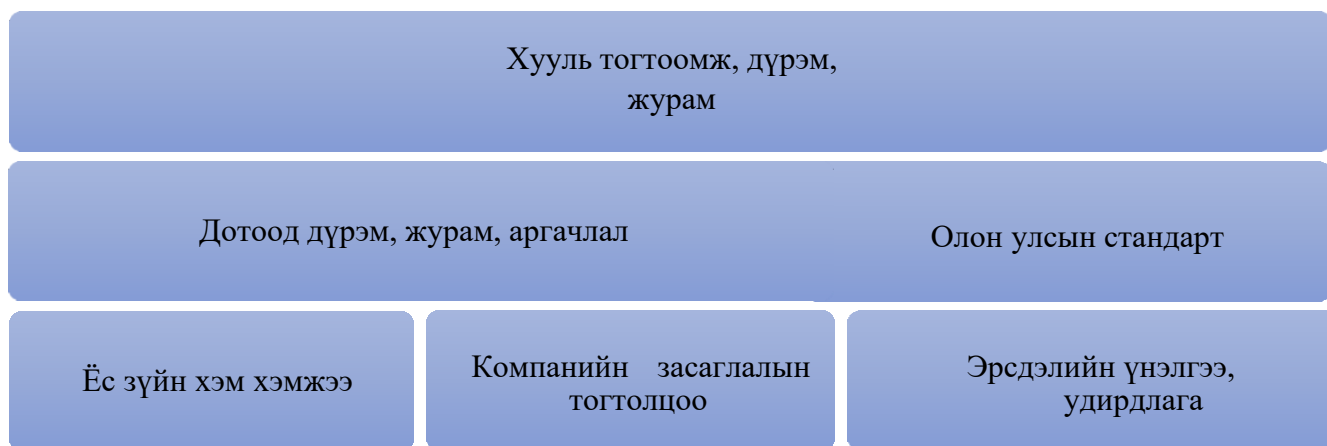 Хууль тогтоомж, дүрэм,
журам
Дотоод дүрэм, журам, аргачлал
Олон улсын стандарт
Ёс зүйн хэм хэмжээ
Компанийн засаглалын
тогтолцоо
Эрсдэлийн үнэлгээ,
удирдлага